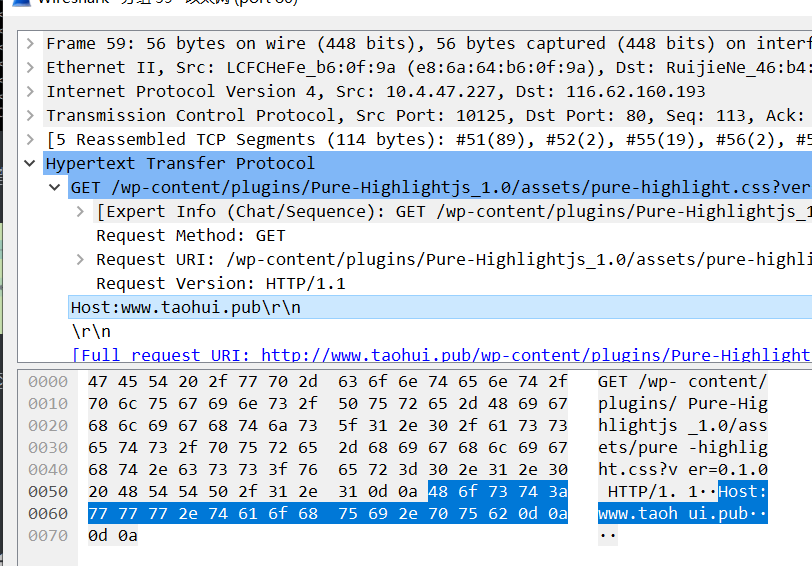 Wireshark · 分组 59 · 以太网 (port 80)
Frame 59: 56 bytes on wire (448 bits), 56 bytes captured (448 bits) on interf
Ethernet II, Src: LCFCHeFe_b6:0f:9a (e8:6a:64:b6:0f:9a), Dst: RuijieNe_46:b4:
Internet Protocol Version 4, Src: 10.4.47.227, Dst: 116.62.160.193
Transmission Control Protocol, Src Port: 10125, Dst Port: 80, Seq: 113, Ack:
[5 Reassembled TCP Segments (114 bytes): #51(89), #52(2), #55(19), #56(2), #5
Hypertext Transfer Protocol
GET /wp-content/plugins/Pure-Highlightjs_1.0/assets/pure-highlight.css?ver
[Expert Info (Chat/Sequence): GET /wp-content/plugins/Pure-Highlightjs_1
Request Method: GET
Request URI: /wp-content/plugins/Pure-Highlightjs_1.0/assets/pure-highli
Request Version: HTTP/1.1
Host:www.taohui.pub\r\n
\r\n
[Full request URI: http://www.taohui.pub/wp-content/plugins/Pure-Highlight
0000 47 45 54 20 2f 77 70 2d 63 6f 6e 74 65 6e 74 2f GET /wp- content/
0010 70 6c 75 67 69 6e 73 2f 50 75 72 65 2d 48 69 67 plugins/ Pure-Hig
0020 68 6c 69 67 68 74 6a 73 5f 31 2e 30 2f 61 73 73 hlightjs _1.0/ass
0030 65 74 73 2f 70 75 72 65 2d 68 69 67 68 6c 69 67 ets/pure -highlig
0040 68 74 2e 63 73 73 3f 76 65 72 3d 30 2e 31 2e 30 ht.css?v er=0.1.0
0050 20 48 54 54 50 2f 31 2e 31 0d 0a 48 6f 73 74 3a HTTP/1. 1··Host:
0060 77 77 77 2e 74 61 6f 68 75 69 2e 70 75 62 0d 0a www.taoh ui.pub··
0070 0d 0a ··